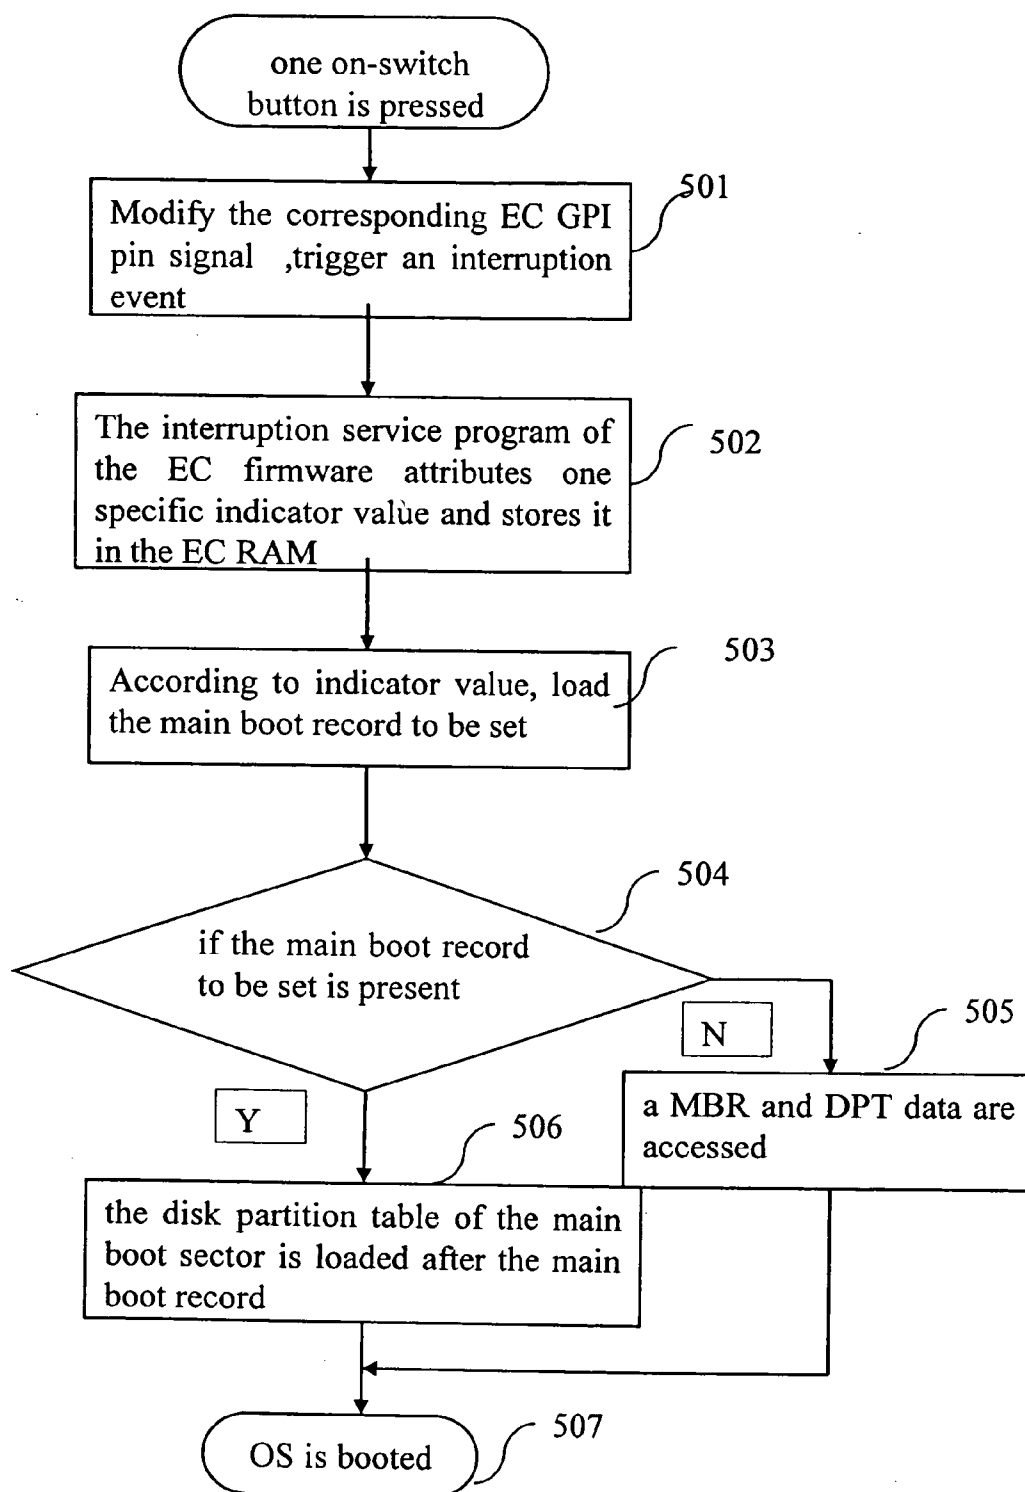 one on-switch
button is pressed
501
Modify the corresponding EC GPI
pin signal ,trigger an interruption
event
502
The interruption service program of
the EC firmware attributes one
specific indicator value and stores it
in the EC RAM
503
According to indicator value, load
the main boot record to be set
504
if the main boot record
to be set is present
N
505
a MBR and DPT data are
accessed
Y
506
the disk partition table of the main
boot sector is loaded after the main
boot record
507
OS is booted